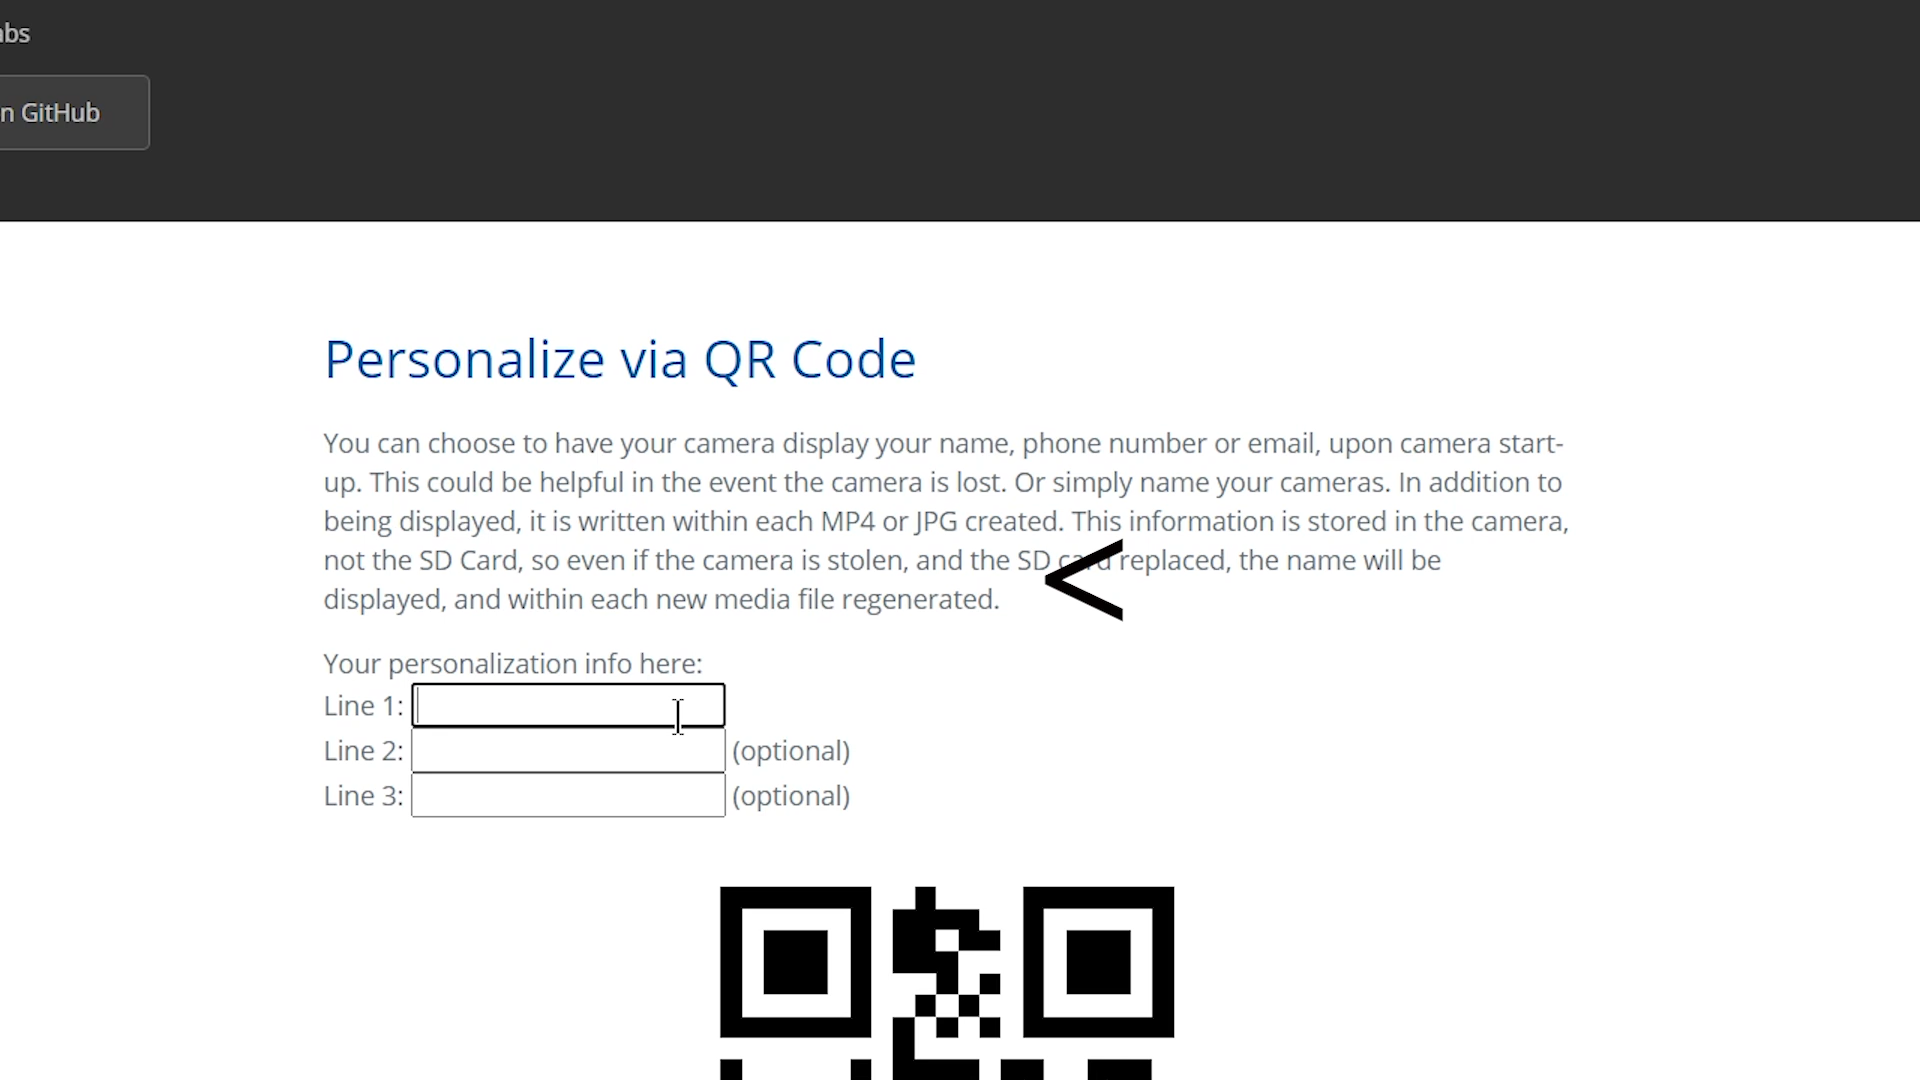 abs
n GitHub
Personalize via QR Code
You can choose to have your camera display your name, phone number or email, upon camera start-
up. This could be helpful in the event the camera is lost. Or simply name your cameras. In addition to
being displayed, it is written within each MP4 or JPG created. This information is stored in the camera,
not the SD Card, so even if the camera is stolen, and the SD card replaced, the name will be
displayed, and within each new media file regenerated.
<
Your personalization info here:
Line 1:
Line 2: (optional)
Line 3: (optional)